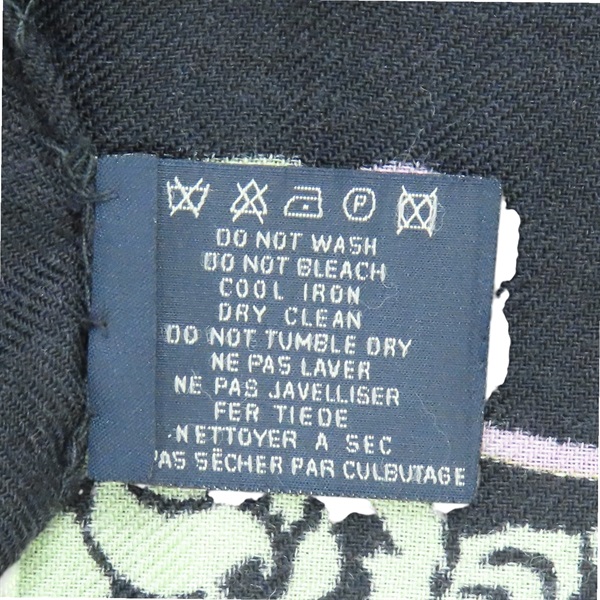 P
DO NOT WASH
DO NOT BLEACH
COOL IRON
DRY CLEAN
DO NOT TUMBLE DRY
NE PAS LAVER
NE PAS JAVELLISER
FER TIEDE
NETTOYER A SEC
PAS SËCHER PAR CULBUTAGE